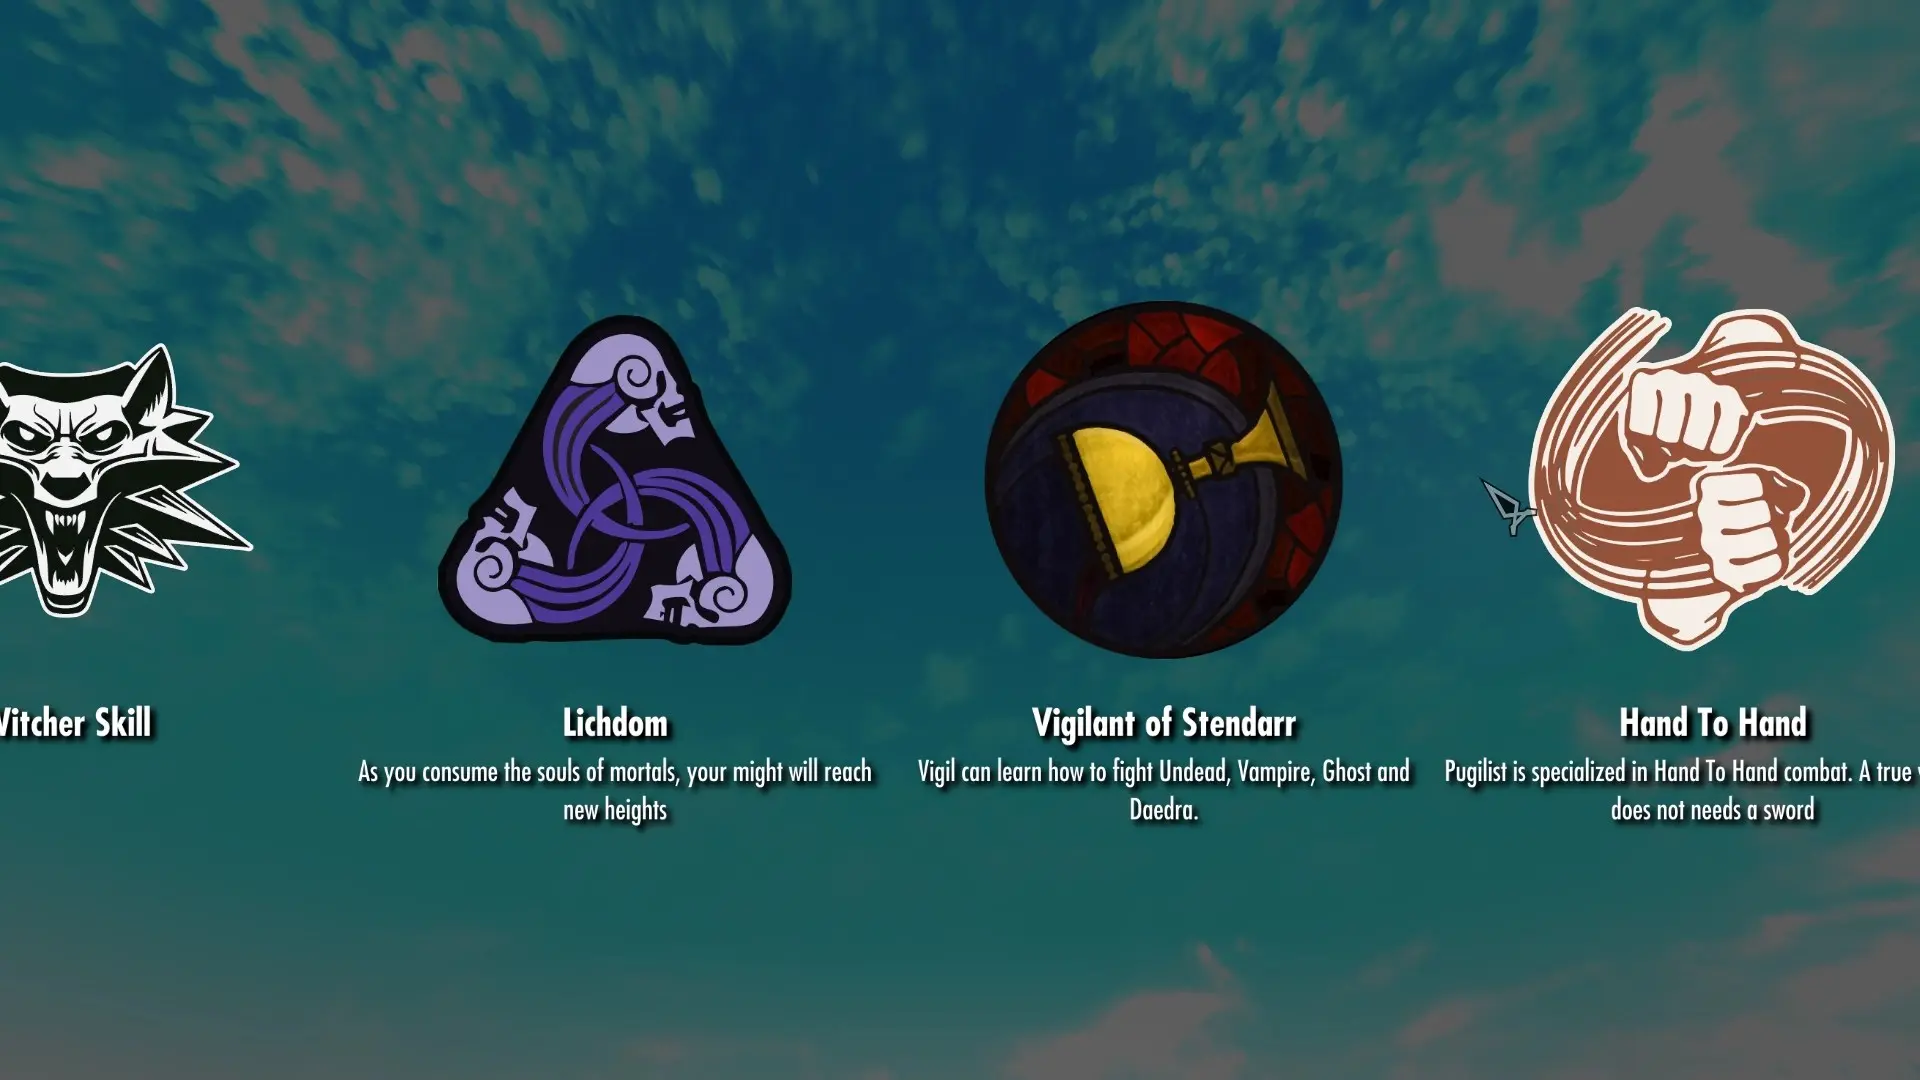 Vitcher Skill
Lichdom
As you consume the souls of mortals, your might will reach
new heights
Vigilant of Stendarr
Vigil can learn how to fight Undead, Vampire, Ghost and
Daedra.
Hand To Hand
Pugilist is specialized in Hand To Hand combat. A true
does not needs a sword